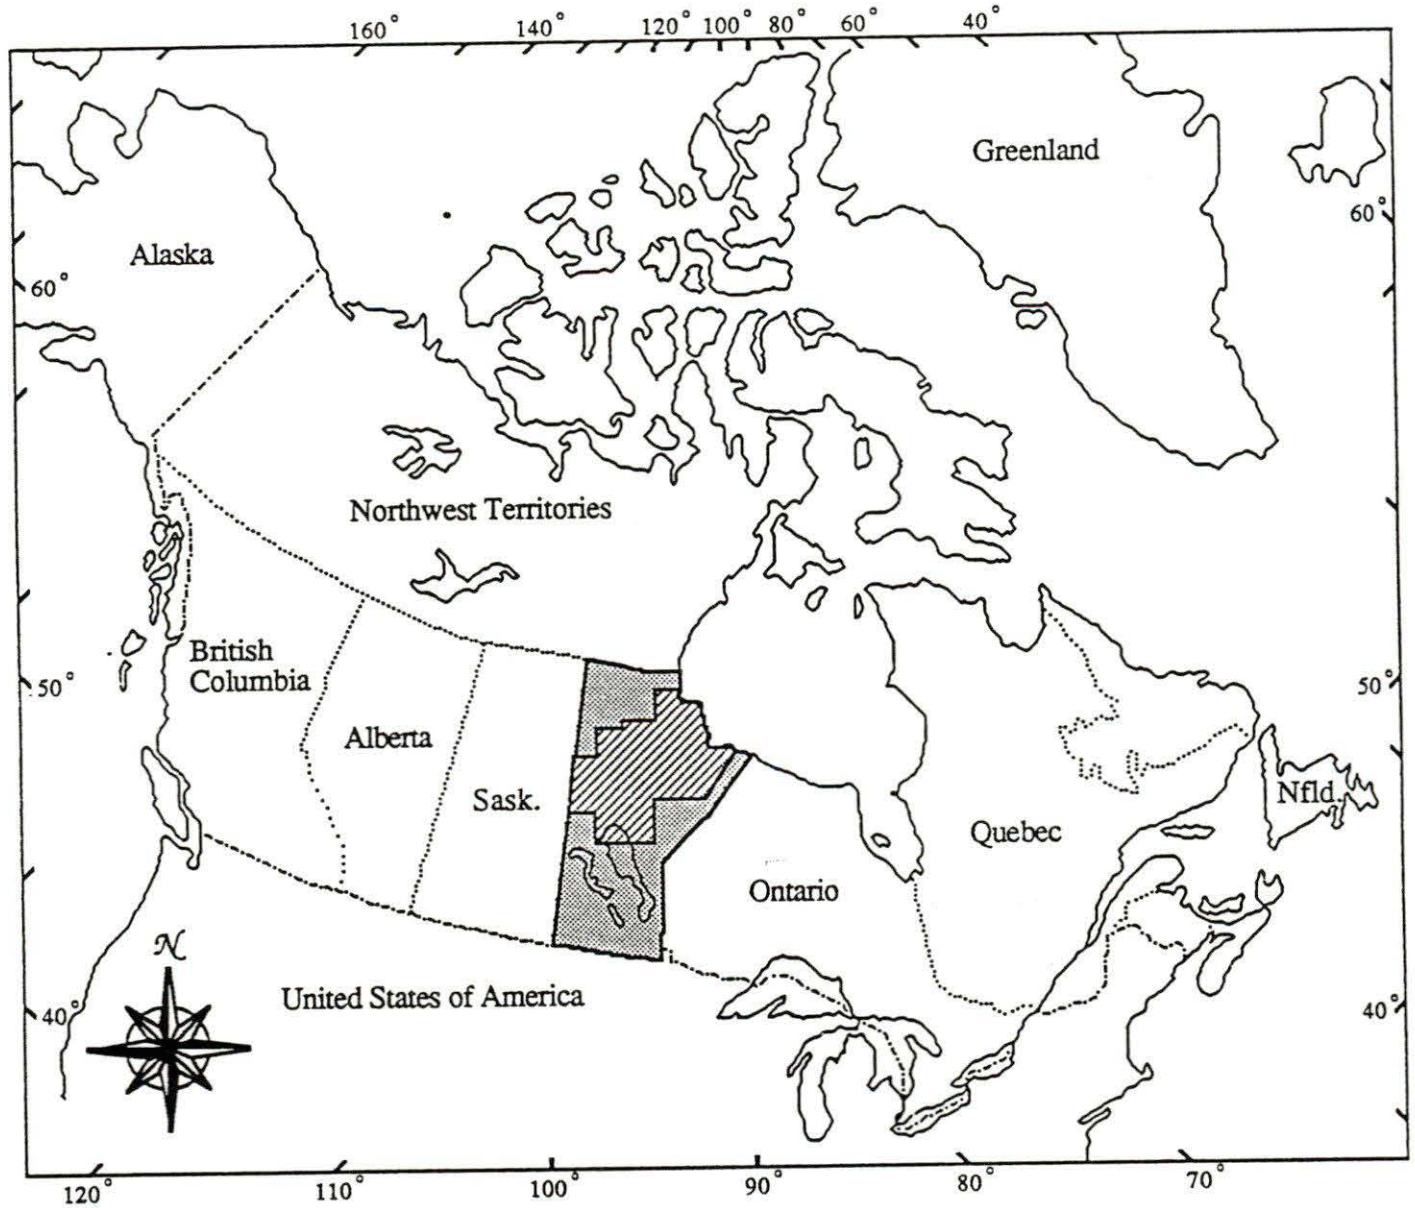 160° 140° 120° 100° 80° 60° 40°
Greenland
60°
Alaska
60°
Northwest Territories
British
Columbia
50°
50°
Alberta
Sask.
Nfld.
Quebec
Ontario
N
United States of America
40°
40°
120° 110° 100° 90° 80° 70°